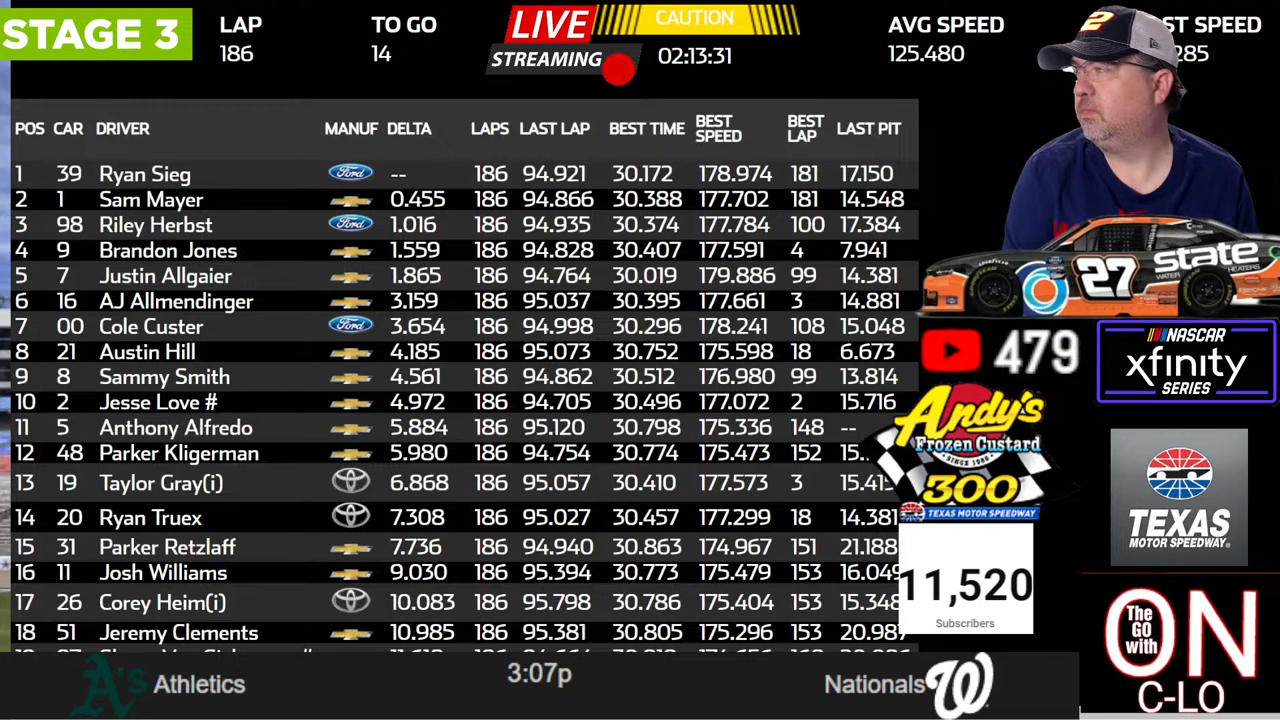 STAGE 3
LAP TO GO LIVE CAUTION AVG SPEED ST SPEED
186 14 STREAMING 02:13:31 125.480 285
POS CAR DRIVER MANUF DELTA LAPS LAST LAP BEST TIME BEST SPEED BEST LAP LAST PIT
1 39 Ryan Sieg Ford -- 186 94.921 30.172 178.974 181 17.150
2 1 Sam Mayer 0.455 186 94.866 30.388 177.702 181 14.548
3 98 Riley Herbst Ford 1.016 186 94.935 30.374 177.784 100 17.384
4 9 Brandon Jones 1.559 186 94.828 30.407 177.591 4 7.941
5 7 Justin Allgaier 1.865 186 94.764 30.019 179.886 99 14.381
6 16 AJ Allmendinger 3.159 186 95.037 30.395 177.661 3 14.881
7 00 Cole Custer Ford 3.654 186 94.998 30.296 178.241 108 15.048
8 21 Austin Hill 4.185 186 95.073 30.752 175.598 18 6.673
9 8 Sammy Smith 4.561 186 94.862 30.512 176.980 99 13.814
10 2 Jesse Love # 4.972 186 94.705 30.496 177.072 2 15.716
11 5 Anthony Alfredo 5.884 186 95.120 30.798 175.336 148 --
12 48 Parker Kligerman 5.980 186 94.754 30.774 175.473 152 15.
13 19 Taylor Gray(i) 6.868 186 95.057 30.410 177.573 3 15.415
14 20 Ryan Truex 7.308 186 95.027 30.457 177.299 18 14.381
15 31 Parker Retzlaff 7.736 186 94.940 30.863 174.967 151 21.188
16 11 Josh Williams 9.030 186 95.394 30.773 175.479 153 16.049
17 26 Corey Heim(i) 10.083 186 95.798 30.786 175.404 153 15.348
18 51 Jeremy Clements 10.985 186 95.381 30.805 175.296 153 20.987
2
27
state
WATER HEATERS
479
NASCAR
xfinity
SERIES
Andy's
Frozen Custard
SINCE 1986
300
TEXAS MOTOR SPEEDWAY
TEXAS
MOTOR SPEEDWAY
11,520
Subscribers
The Go with
ON
C-LO
A's Athletics 3:07p Nationals W